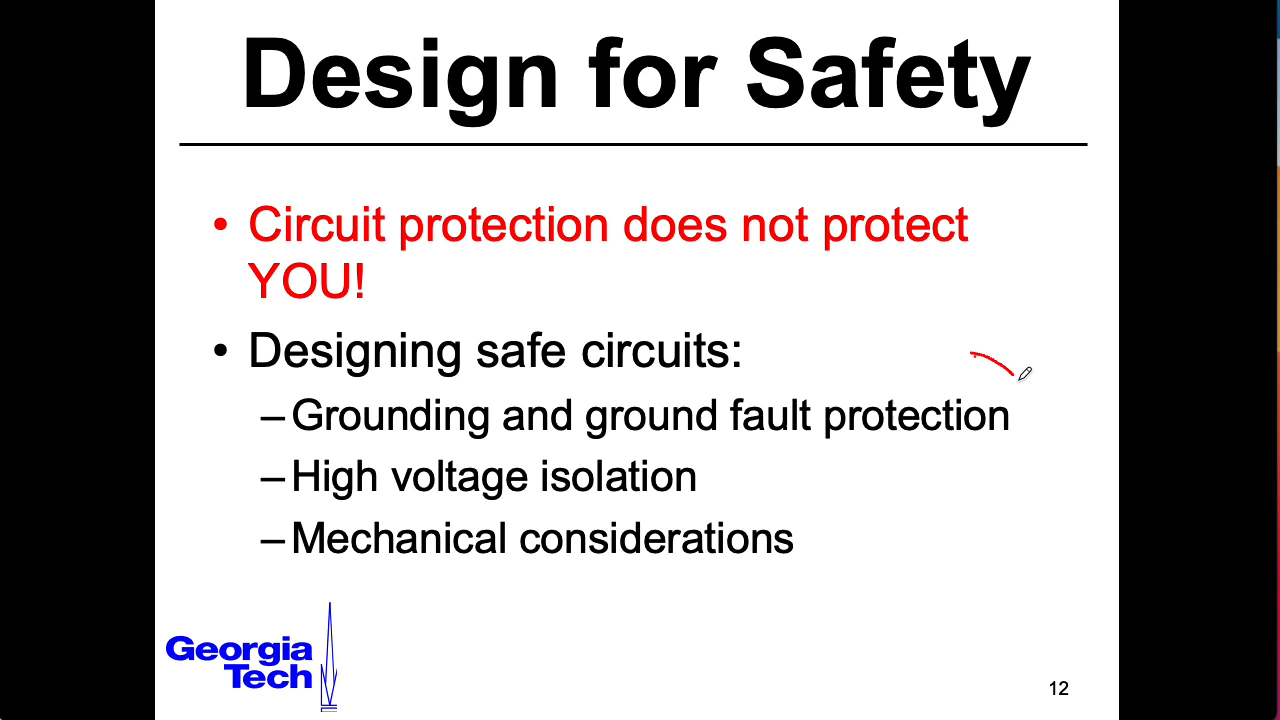 Design for Safety
• Circuit protection does not protect
YOU!
• Designing safe circuits:
–Grounding and ground fault protection
–High voltage isolation
–Mechanical considerations
Georgia
Tech
12